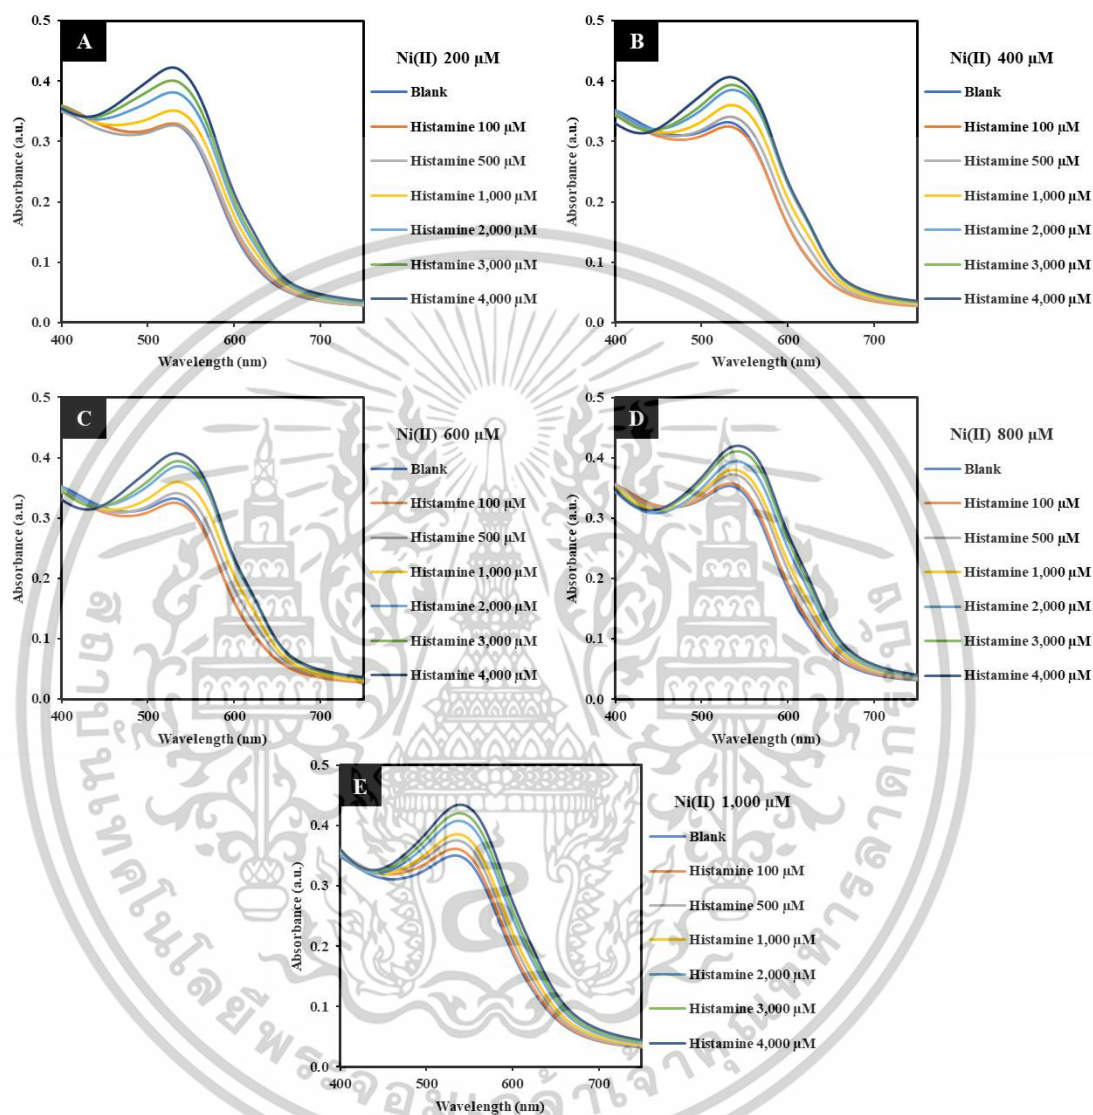 A
Ni(II) 200 µM
Absorbance (a.u.)
0.5
0.4
0.3
0.2
0.1
0.0
400
500
600
700
Wavelength (nm)
Blank
Histamine 100 µM
Histamine 500 µM
Histamine 1,000 µM
Histamine 2,000 µM
Histamine 3,000 µM
Histamine 4,000 µM
B
Ni(II) 400 µM
Absorbance (a.u.)
0.5
0.4
0.3
0.2
0.1
0.0
400
500
600
700
Wavelength (nm)
Blank
Histamine 100 µM
Histamine 500 µM
Histamine 1,000 µM
Histamine 2,000 µM
Histamine 3,000 µM
Histamine 4,000 µM
C
Ni(II) 600 µM
Absorbance (a.u.)
0.5
0.4
0.3
0.2
0.1
0.0
400
500
600
700
Wavelength (nm)
Blank
Histamine 100 µM
Histamine 500 µM
Histamine 1,000 µM
Histamine 2,000 µM
Histamine 3,000 µM
Histamine 4,000 µM
D
Ni(II) 800 µM
Absorbance (a.u.)
0.5
0.4
0.3
0.2
0.1
0.0
400
500
600
700
Wavelength (nm)
Blank
Histamine 100 µM
Histamine 500 µM
Histamine 1,000 µM
Histamine 2,000 µM
Histamine 3,000 µM
Histamine 4,000 µM
E
Ni(II) 1,000 µM
Absorbance (a.u.)
0.5
0.4
0.3
0.2
0.1
0.0
400
500
600
700
Wavelength (nm)
Blank
Histamine 100 µM
Histamine 500 µM
Histamine 1,000 µM
Histamine 2,000 µM
Histamine 3,000 µM
Histamine 4,000 µM